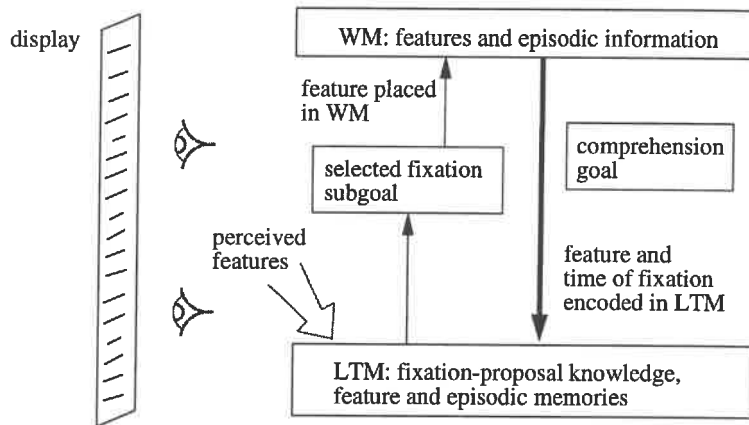 display
WM: features and episodic information
feature placed
in WM
selected fixation
subgoal
comprehension
goal
perceived
features
feature and
time of fixation
encoded in LTM
LTM: fixation-proposal knowledge,
feature and episodic memories